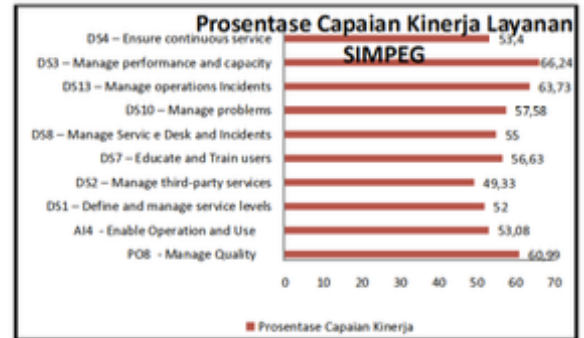 Prosentase Capaian Kinerja Layanan
SIMPEG
DS4 – Ensure continuous service 53,4
DS3 – Manage performance and capacity 66,24
DS13 – Manage operations Incidents 63,73
DS10 – Manage problems 57,58
DS8 – Manage Servic e Desk and Incidents 55
DS7 – Educate and Train users 56,63
DS2 – Manage third-party services 49,33
DS1 – Define and manage service levels 52
AI4 - Enable Operation and Use 53,08
PO8 - Manage Quality 60,99
0 10 20 30 40 50 60 70
Prosentase Capaian Kinerja